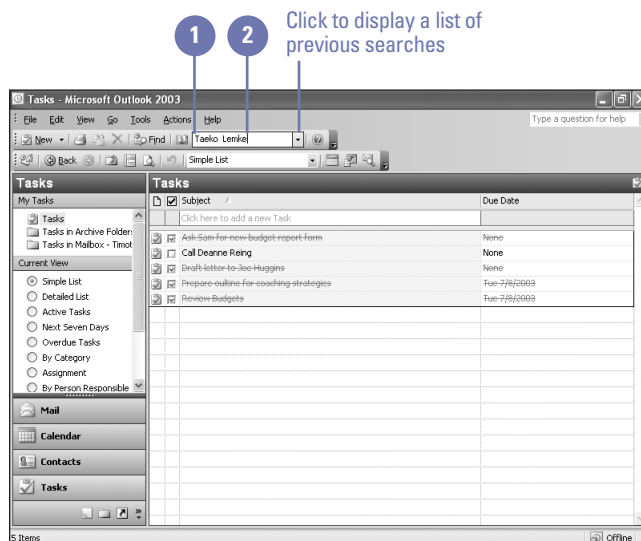 1 2 Click to display a list of
previous searches
Tasks - Microsoft Outlook 2003
File Edit View Go Tools Actions Help Type a question for help
New Find Taeko Lemke
Back Simple List
Tasks Tasks
My Tasks Subject Due Date
Tasks Click here to add a new Task
Tasks in Archive Folders
Tasks in Mailbox - Timot
Ask Sam for new budget report form None
Call Deanne Reing None
Draft letter to Joe Huggins None
Prepare oultine for coaching strategies Tue 7/8/2003
Review Budgets Tue 7/8/2003
Current View
Simple List
Detailed List
Active Tasks
Next Seven Days
Overdue Tasks
By Category
Assignment
By Person Responsible
Mail
Calendar
Contacts
Tasks
5 Items Offline